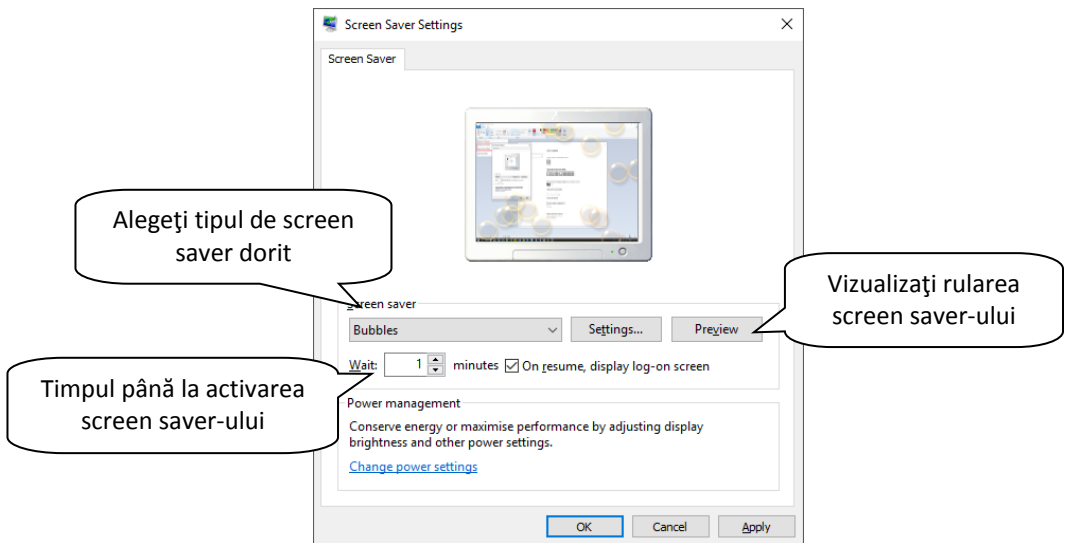 Screen Saver Settings
Screen Saver
Alegeţi tipul de screen
saver dorit
Vizualizaţi rularea
screen saver-ului
Screen saver
Bubbles
Settings...
Preview
Wait:
1
minutes
On resume, display log-on screen
Timpul până la activarea
screen saver-ului
Power management
Conserve energy or maximise performance by adjusting display
brightness and other power settings.
Change power settings
OK
Cancel
Apply